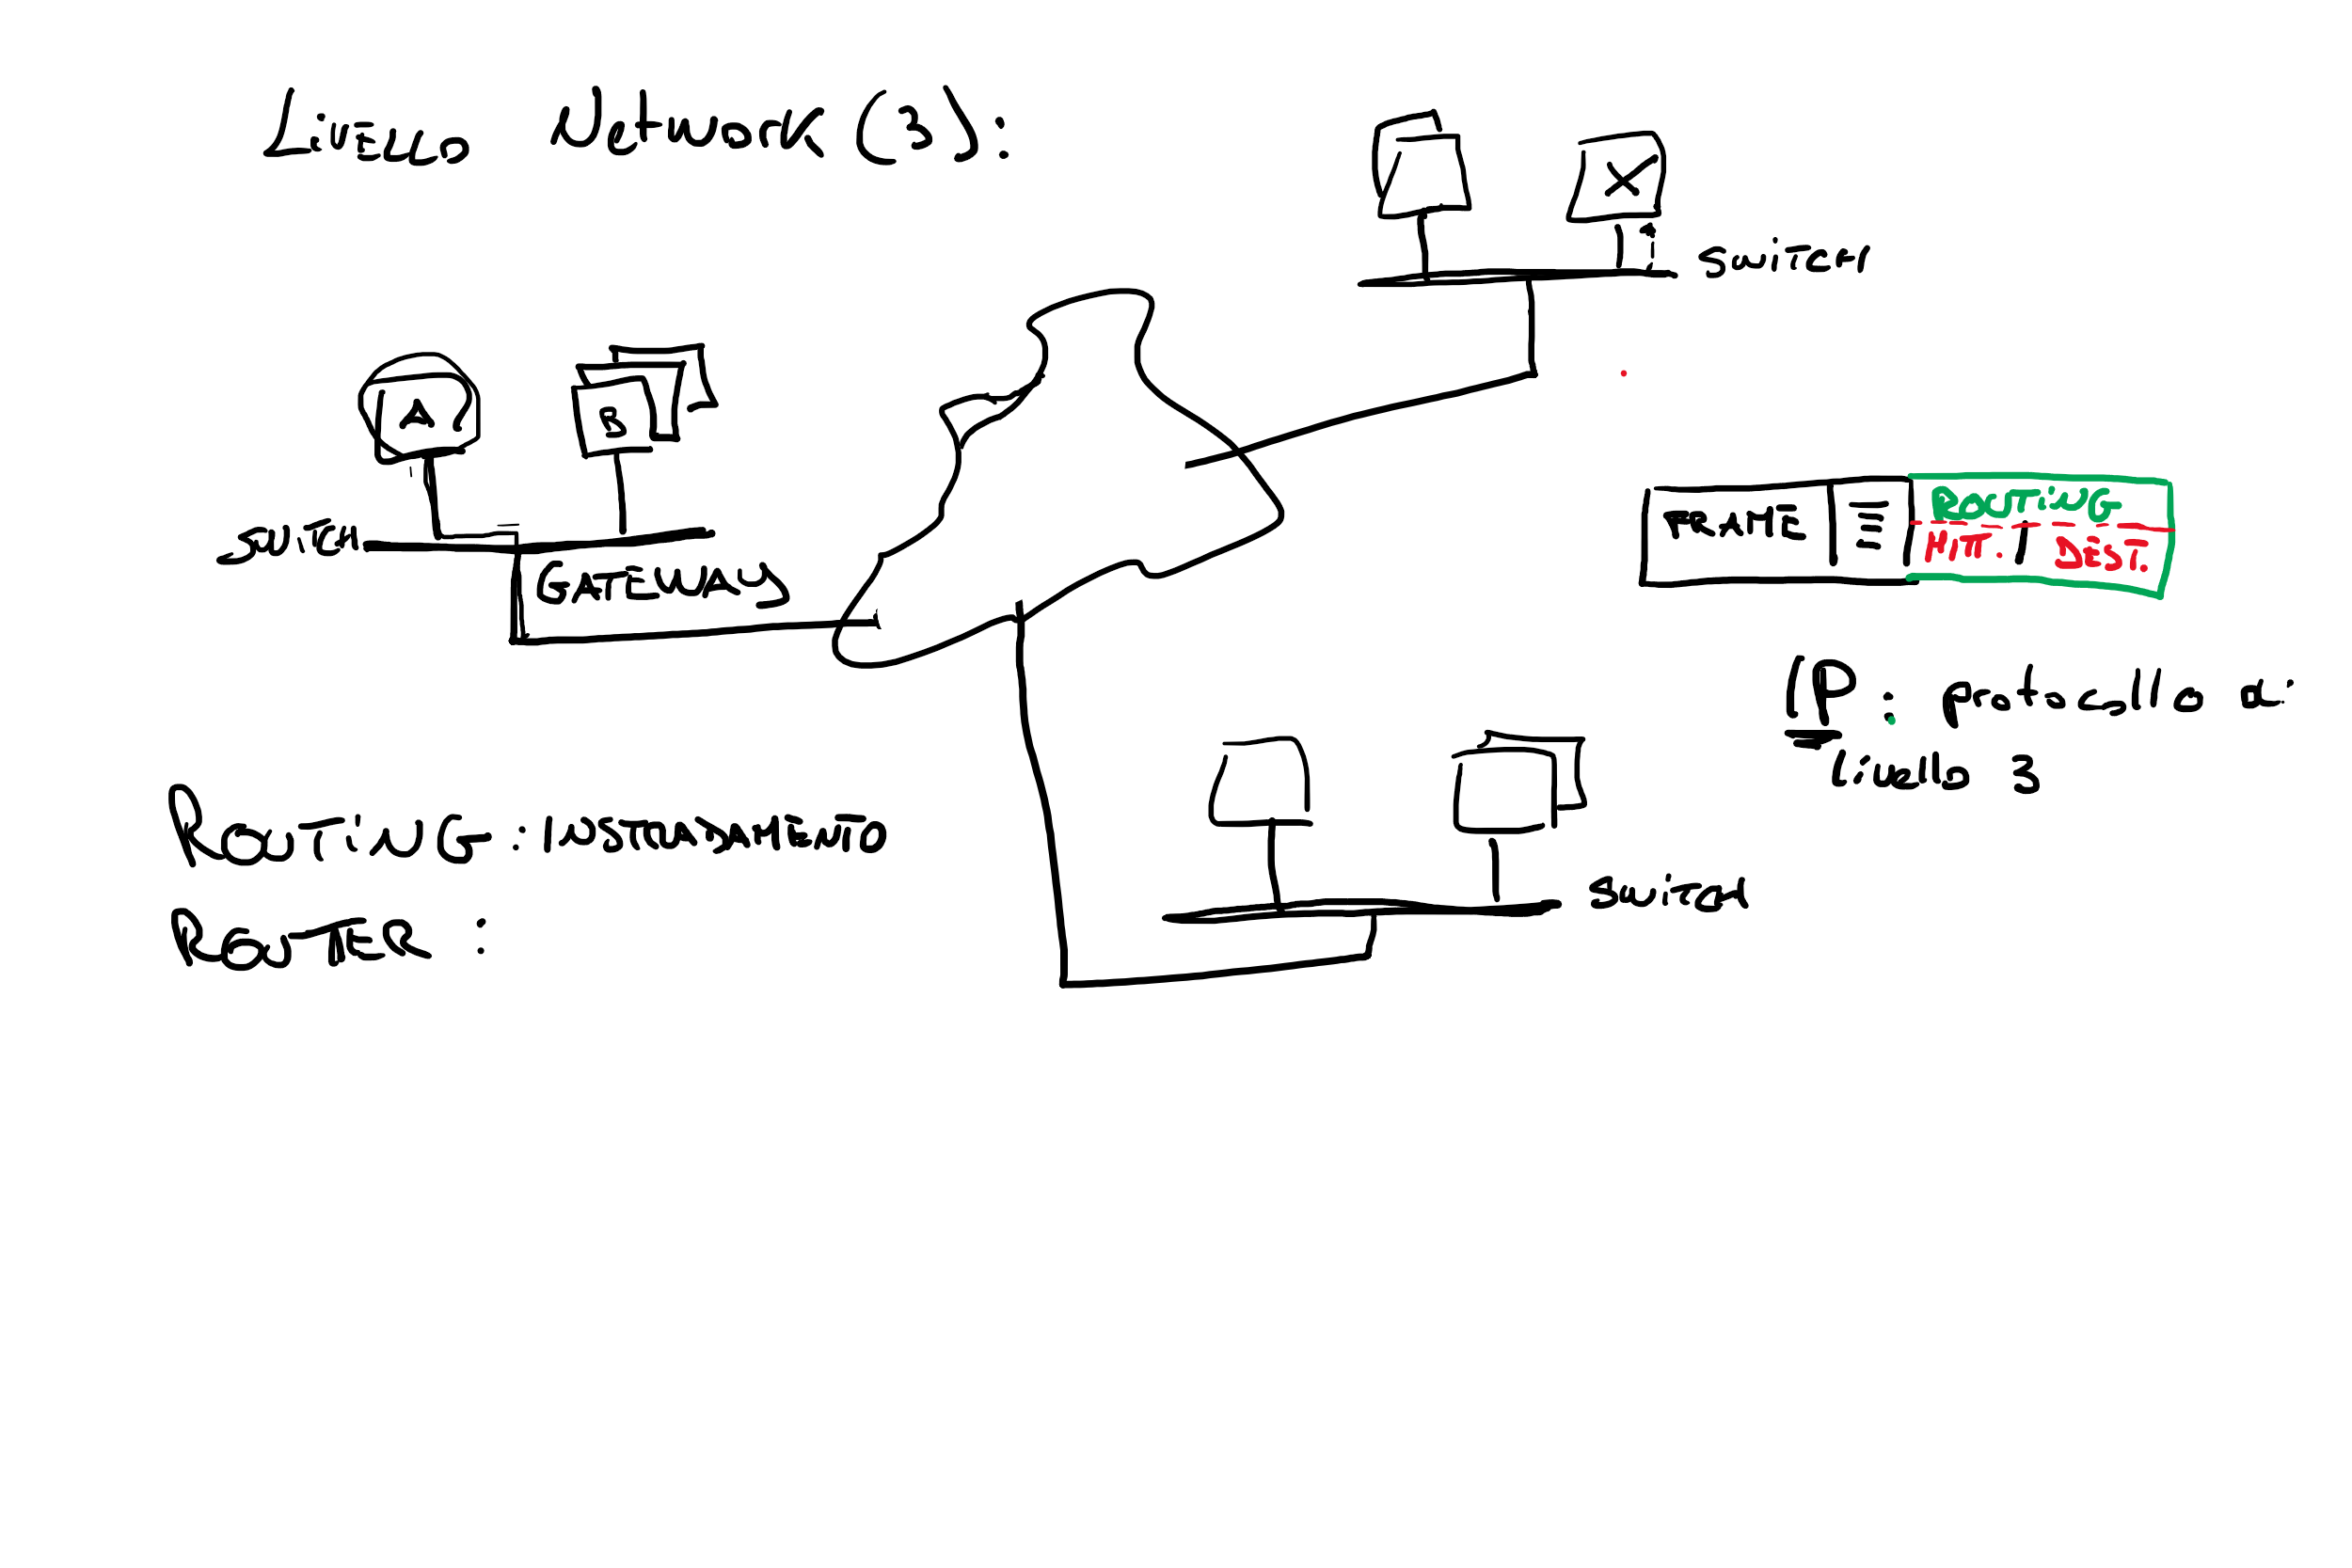 Livello Network (3):
X
SWITCH
A
B
SWITCH
GATEWAY
FRAME
ROUTING
MITT. DEST.
IP: protocollo di
livello 3
ROUTING: INSTRADAMENTO
ROUTER:
SWITCH